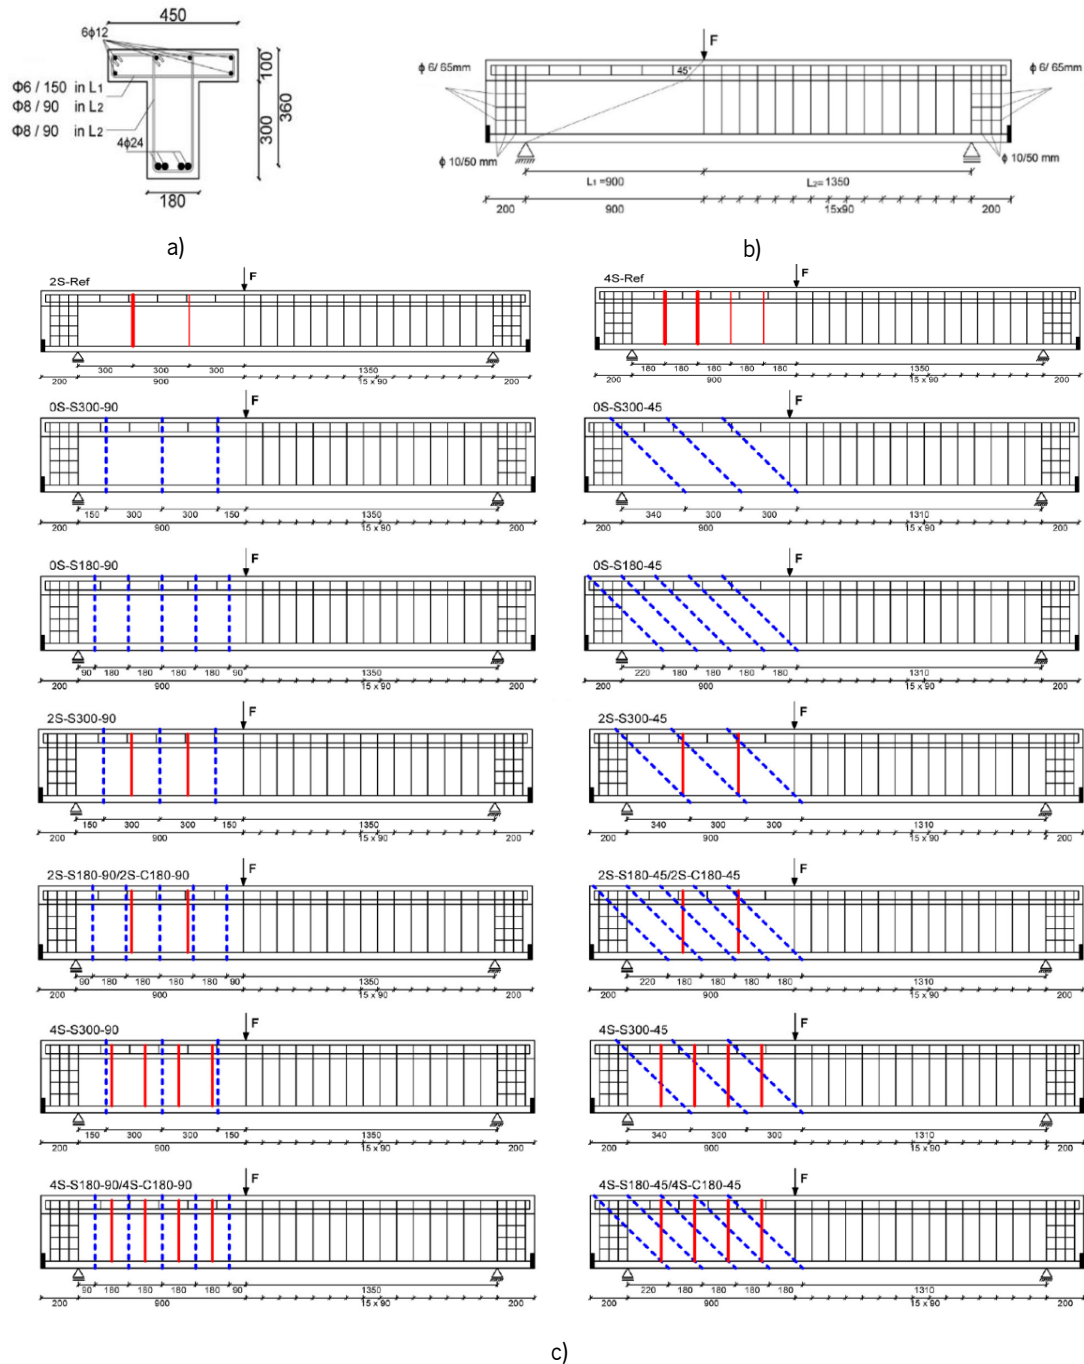 450
6ϕ12
Φ6 / 150 in L1
Φ8 / 90 in L2
Φ8 / 90 in L2
4ϕ24
100
300
360
180
a)
F
ϕ 6/ 65mm
45°
ϕ 6/ 65mm
ϕ 10/50 mm
ϕ 10/50 mm
L1 =900
L2= 1350
200
900
15x90
200
b)
2S-Ref
F
300 300 300 1350
200 900 15 x 90 200
4S-Ref
F
180 180 180 180 180 1350
200 900 15 x 90 200
0S-S300-90
F
150 300 300 150 1350
200 900 15 x 90 200
0S-S300-45
F
340 300 300 1310
200 900 15 x 90 200
0S-S180-90
F
90 180 180 180 180 90 1350
200 900 15 x 90 200
0S-S180-45
F
220 180 180 180 180 1310
200 900 15 x 90 200
2S-S300-90
F
150 300 300 150 1350
200 900 15 x 90 200
2S-S300-45
F
340 300 300 1310
200 900 15 x 90 200
2S-S180-90/2S-C180-90
F
90 180 180 180 180 90 1350
200 900 15 x 90 200
2S-S180-45/2S-C180-45
F
220 180 180 180 180 1310
200 900 15 x 90 200
4S-S300-90
F
150 300 300 150 1350
200 900 15 x 90 200
4S-S300-45
F
340 300 300 1310
200 900 15 x 90 200
4S-S180-90/4S-C180-90
F
90 180 180 180 180 90 1350
200 900 15 x 90 200
4S-S180-45/4S-C180-45
F
220 180 180 180 180 1310
200 900 15 x 90 200
c)